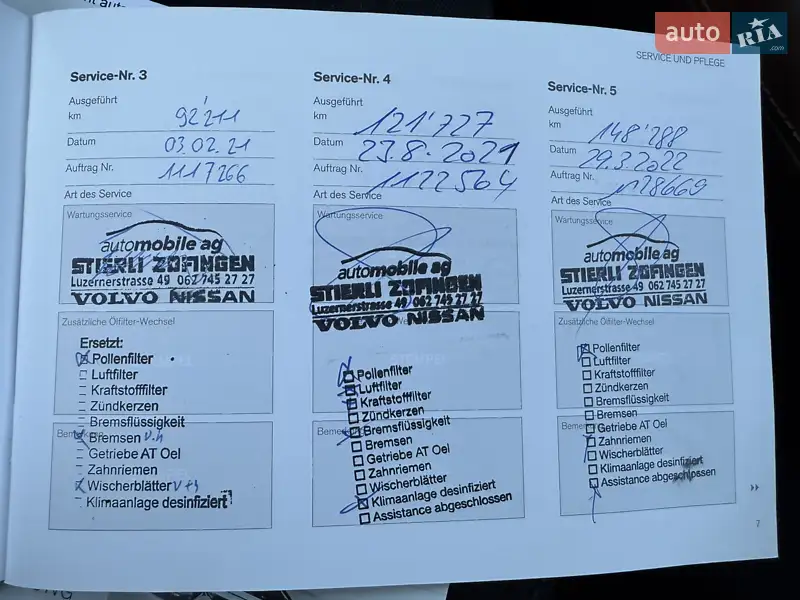 auto RIA .com
SERVICE UND PFLEGE
Service-Nr. 3
Ausgeführt
km 92'211
Datum 03.02.21
Auftrag Nr. 1117266
Art des Service
Wartungsservice
automobile ag
STIERLI ZOFINGEN
Luzernerstrasse 49 062 745 27 27
VOLVO NISSAN
Zusätzliche Ölfilter-Wechsel
Ersetzt:
Pollenfilter
Luftfilter
Kraftstofffilter
Zündkerzen
Bremsflüssigkeit
Bremsen v.h
Getriebe AT Oel
Zahnriemen
Wischerblätter v+h
Klimaanlage desinfiziert
Service-Nr. 4
Ausgeführt
km 121'727
Datum 23.8.2021
Auftrag Nr. 1122564
Art des Service
Wartungsservice
automobile ag
STIERLI ZOFINGEN
Luzernerstrasse 49 062 745 27 27
VOLVO NISSAN
Pollenfilter
Luftfilter
Kraftstofffilter
Zündkerzen
Bremsflüssigkeit
Bremsen
Getriebe AT Oel
Zahnriemen
Wischerblätter
Klimaanlage desinfiziert
Assistance abgeschlossen
Service-Nr. 5
Ausgeführt
km 148'288
Datum 29.3.2022
Auftrag Nr.
Art des Service
Wartungsservice
automobile ag
STIERLI ZOFINGEN
Luzernerstrasse 49 062 745 27 27
VOLVO NISSAN
Zusätzliche Ölfilter-Wechsel
Pollenfilter
Luftfilter
Kraftstofffilter
Zündkerzen
Bremsflüssigkeit
Bremsen
Getriebe AT Oel
Zahnriemen
Wischerblätter
Klimaanlage desinfiziert
Assistance abgeschlossen
7